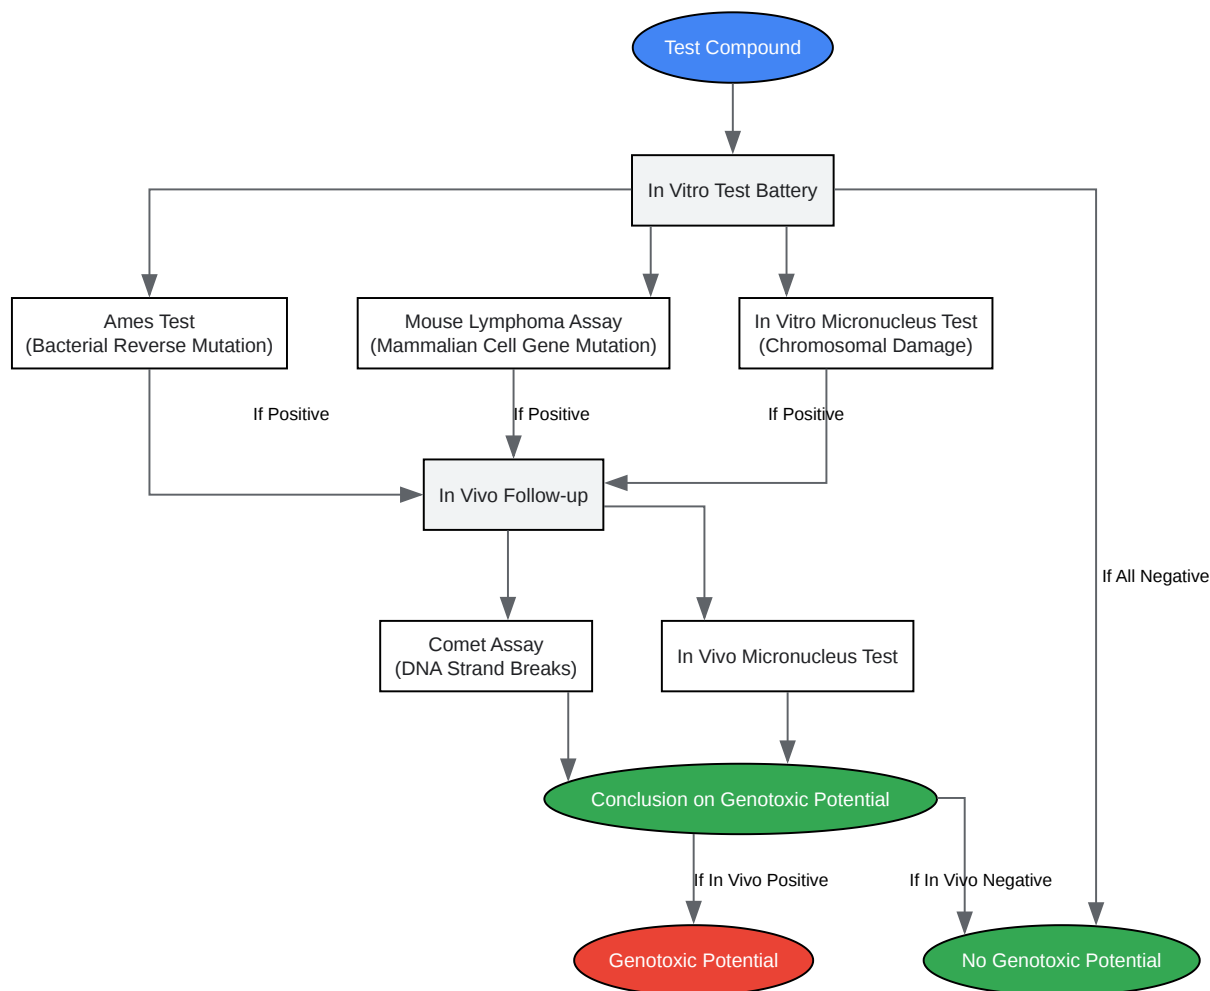 Test Compound
In Vitro Test Battery
Ames Test
(Bacterial Reverse Mutation)
Mouse Lymphoma Assay
(Mammalian Cell Gene Mutation)
In Vitro Micronucleus Test
(Chromosomal Damage)
If Positive
If Positive
If Positive
In Vivo Follow-up
If All Negative
Comet Assay
(DNA Strand Breaks)
In Vivo Micronucleus Test
Conclusion on Genotoxic Potential
If In Vivo Positive
If In Vivo Negative
Genotoxic Potential
No Genotoxic Potential